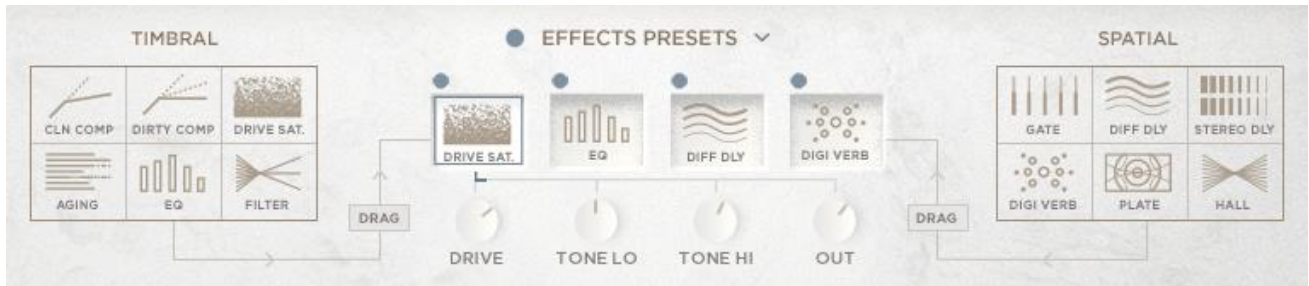 TIMBRAL
CLN COMP DIRTY COMP DRIVE SAT.
AGING EQ FILTER
DRAG
EFFECTS PRESETS
DRIVE SAT. EQ DIFF DLY DIGI VERB
DRIVE TONE LO TONE HI OUT
SPATIAL
GATE DIFF DLY STEREO DLY
DIGI VERB PLATE HALL
DRAG